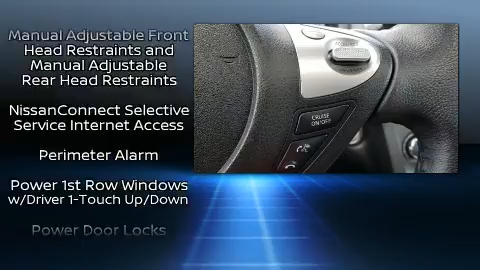 Manual Adjustable Front
Head Restraints and
Manual Adjustable
Rear Head Restraints
NissanConnect Selective
Service Internet Access
Perimeter Alarm
Power 1st Row Windows
w/Driver 1-Touch Up/Down
Power Door Locks
CRUISE
ON/OFF